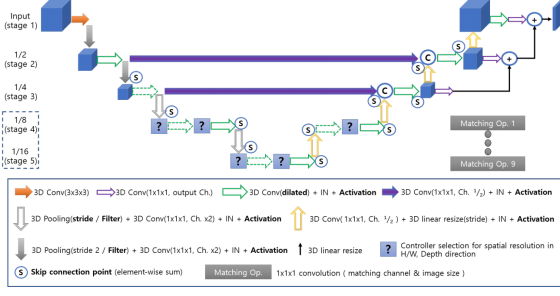 Input
(stage 1)
1/2
(stage 2)
1/4
(stage 3)
1/8
(stage 4)
1/16
(stage 5)
S
S
C
S
S
S
C
S
S
S
S
S
S
S
S
?
?
?
?
?
Matching Op. 1
Matching Op. 9
3D Conv(3x3x3)
3D Conv(1x1x1, output Ch.)
3D Conv(dilated) + IN + Activation
3D Conv(1x1x1, Ch. ¹/₂) + IN + Activation
3D Pooling(stride / Filter) + 3D Conv(1x1x1, Ch. x2) + IN + Activation
3D Conv(1x1x1, Ch. ¹/₂) + IN + 3D linear resize(stride) + IN + Activation
3D Pooling(stride 2 / Filter) + 3D Conv(1x1x1, Ch. x2) + IN + Activation
3D linear resize
? Controller selection for spatial resolution in
H/W, Depth direction
S Skip connection point (element-wise sum)
Matching Op. 1x1x1 convolution ( matching channel & image size )